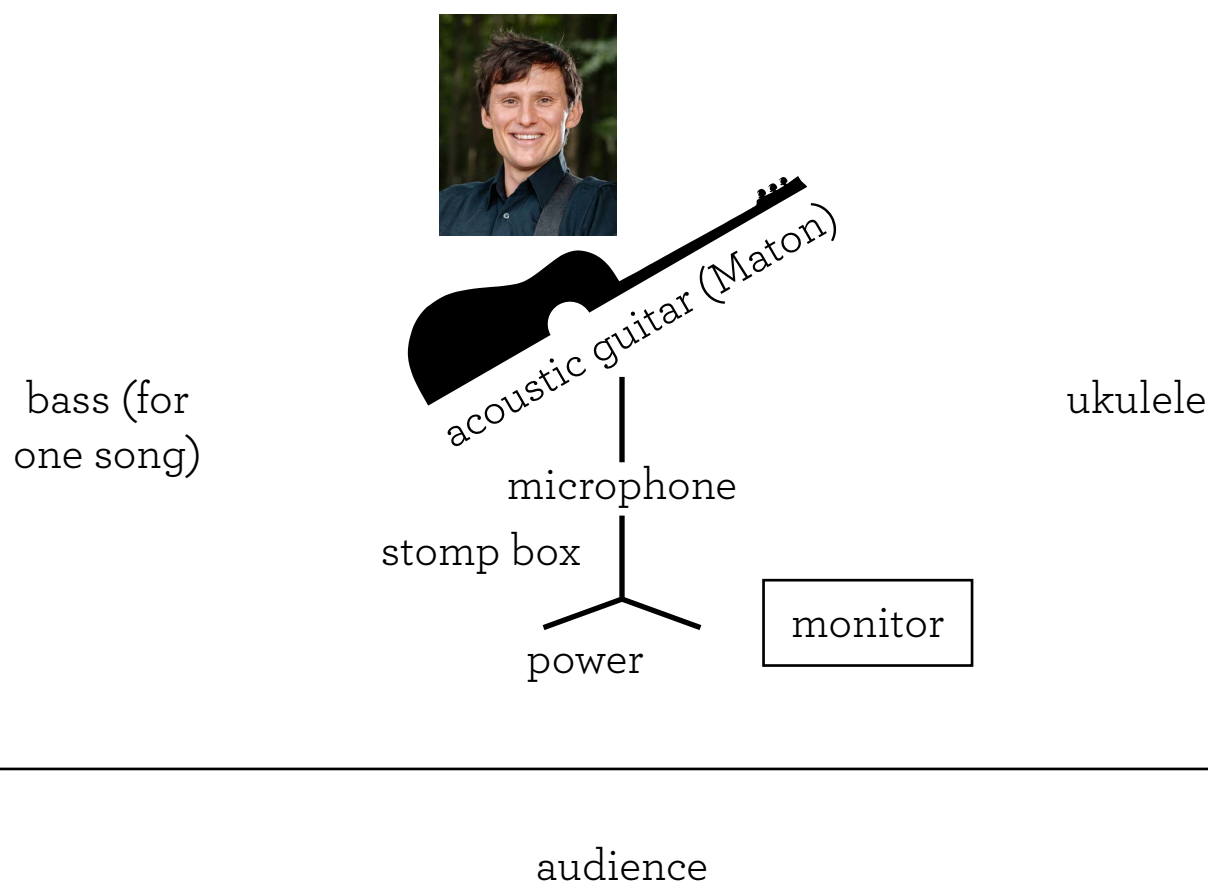 acoustic guitar (Maton)
bass (for
one song)
ukulele
microphone
stomp box
monitor
power
audience